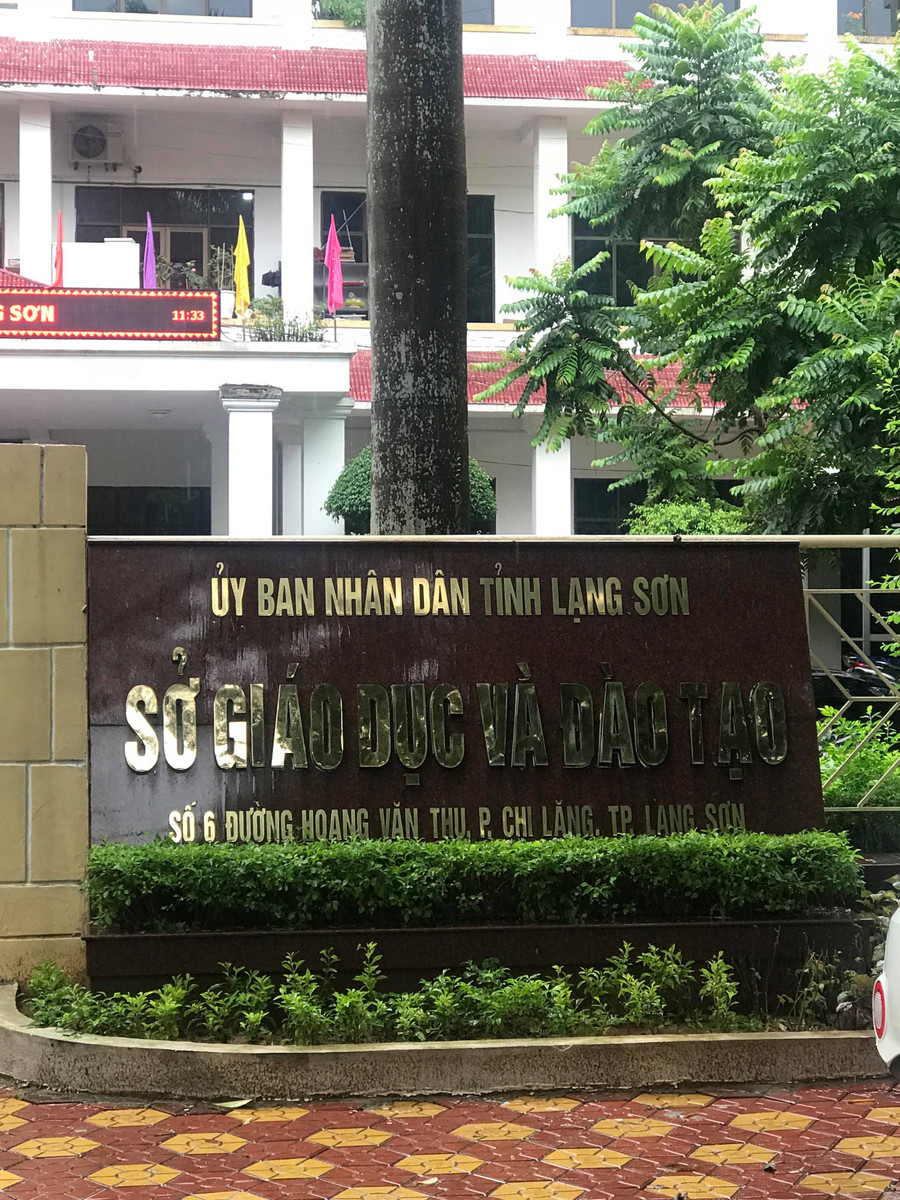 G SƠN 11:33
ỦY BAN NHÂN DÂN TỈNH LẠNG SƠN
SỞ GIÁO DỤC VÀ ĐÀO TẠO
SỐ 6 ĐƯỜNG HOÀNG VĂN THỤ, P. CHI LĂNG, TP. LẠNG SƠN